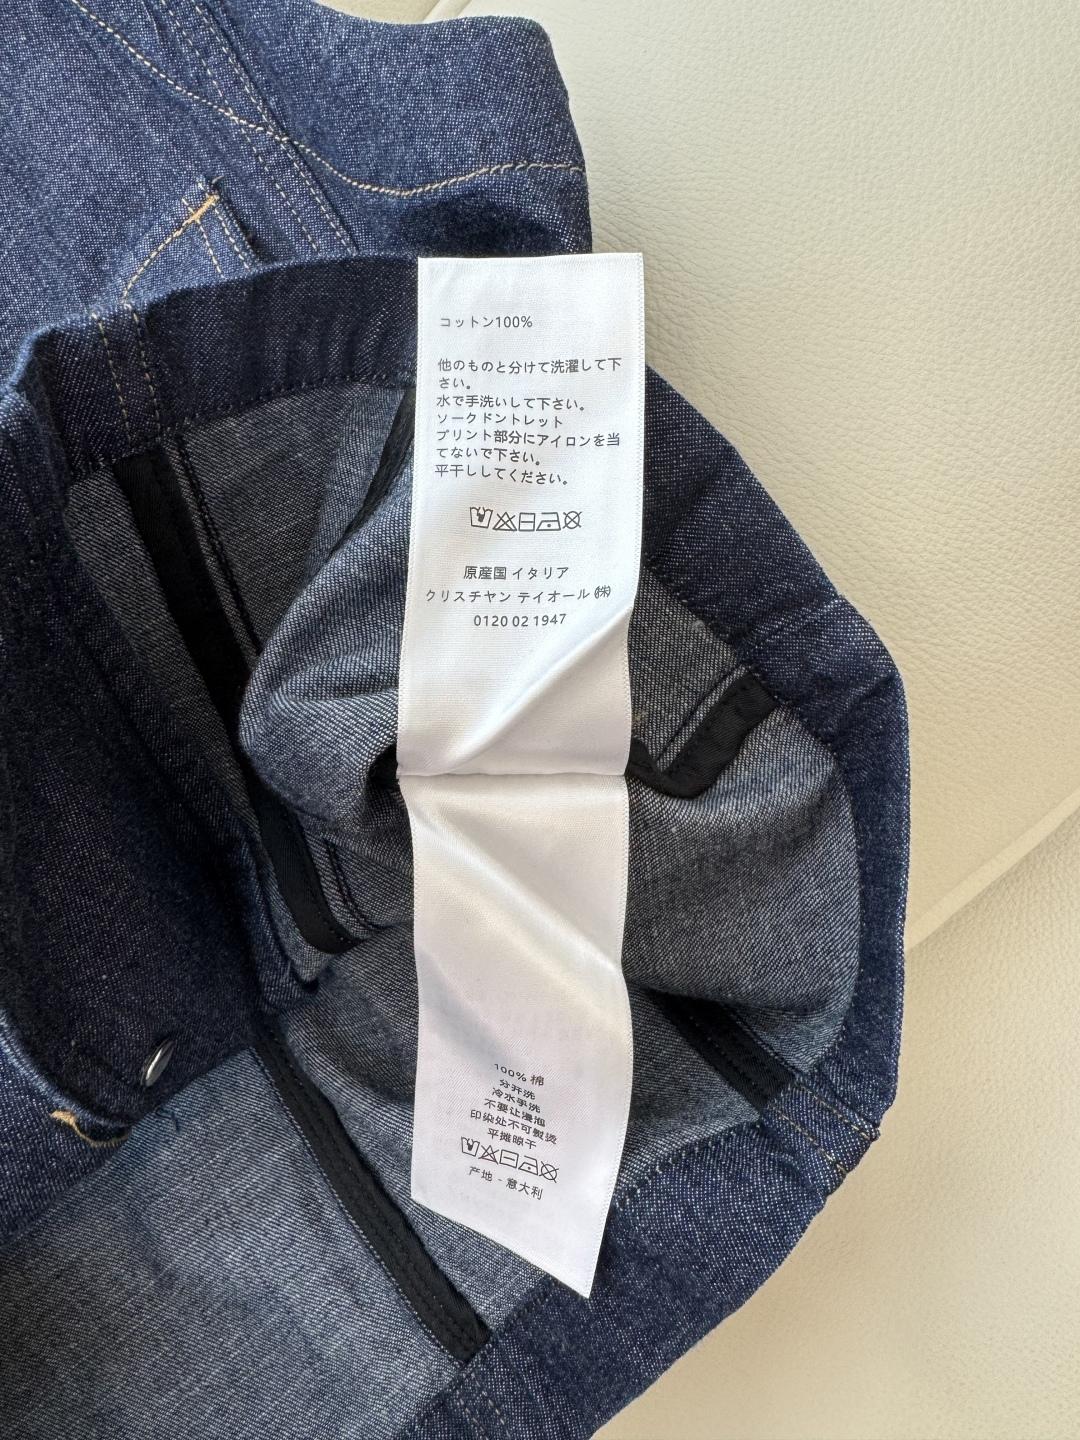 コットン100%
他のものと分けて洗濯して下
さい。
水で手洗いして下さい。
ソークドントレット
プリント部分にアイロンを当
てないで下さい。
平干ししてください。
原産国 イタリア
クリスチヤン テイオール ㈱
0120 02 1947
100% 棉
分开洗
冷水手洗
不要让浸泡
印染处不可熨烫
平摊晾干
产地 - 意大利